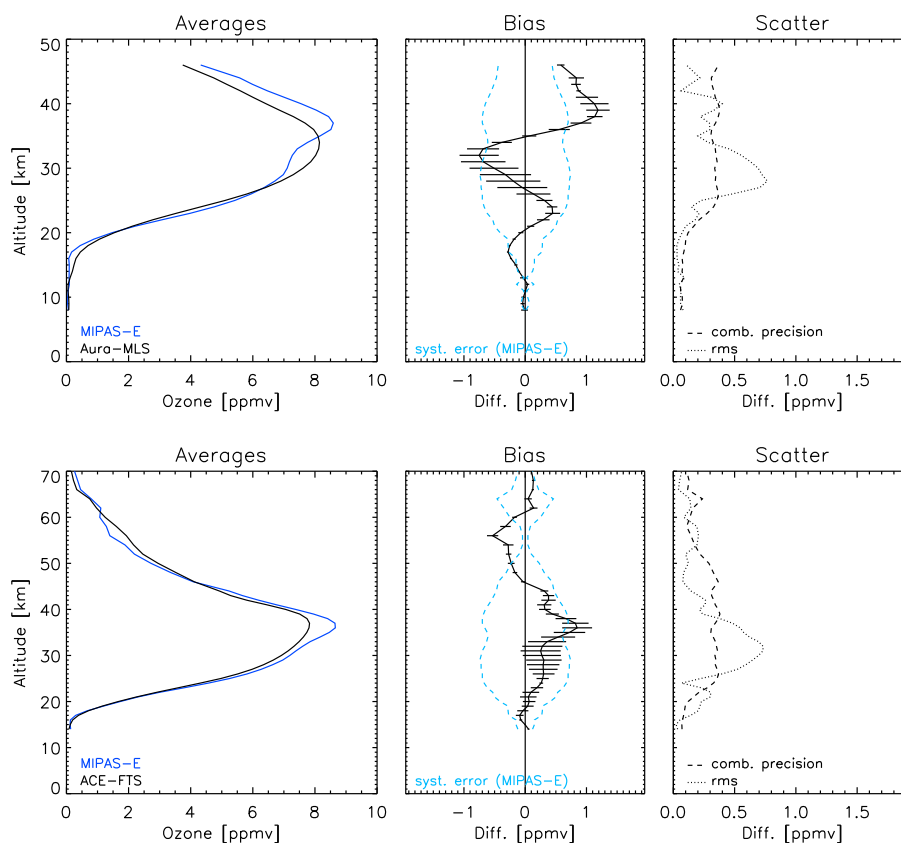 Averages
Bias
Scatter
50
40
30
20
10
0
Altitude [km]
MIPAS-E
Aura-MLS
syst. error (MIPAS-E)
comb. precision
rms
0 2 4 6 8 10
-1 0 1
0.0 0.5 1.0 1.5
Ozone [ppmv]
Diff. [ppmv]
Diff. [ppmv]
Averages
Bias
Scatter
70
60
50
40
30
20
10
0
Altitude [km]
MIPAS-E
ACE-FTS
syst. error (MIPAS-E)
comb. precision
rms
0 2 4 6 8 10
-1 0 1
0.0 0.5 1.0 1.5
Ozone [ppmv]
Diff. [ppmv]
Diff. [ppmv]